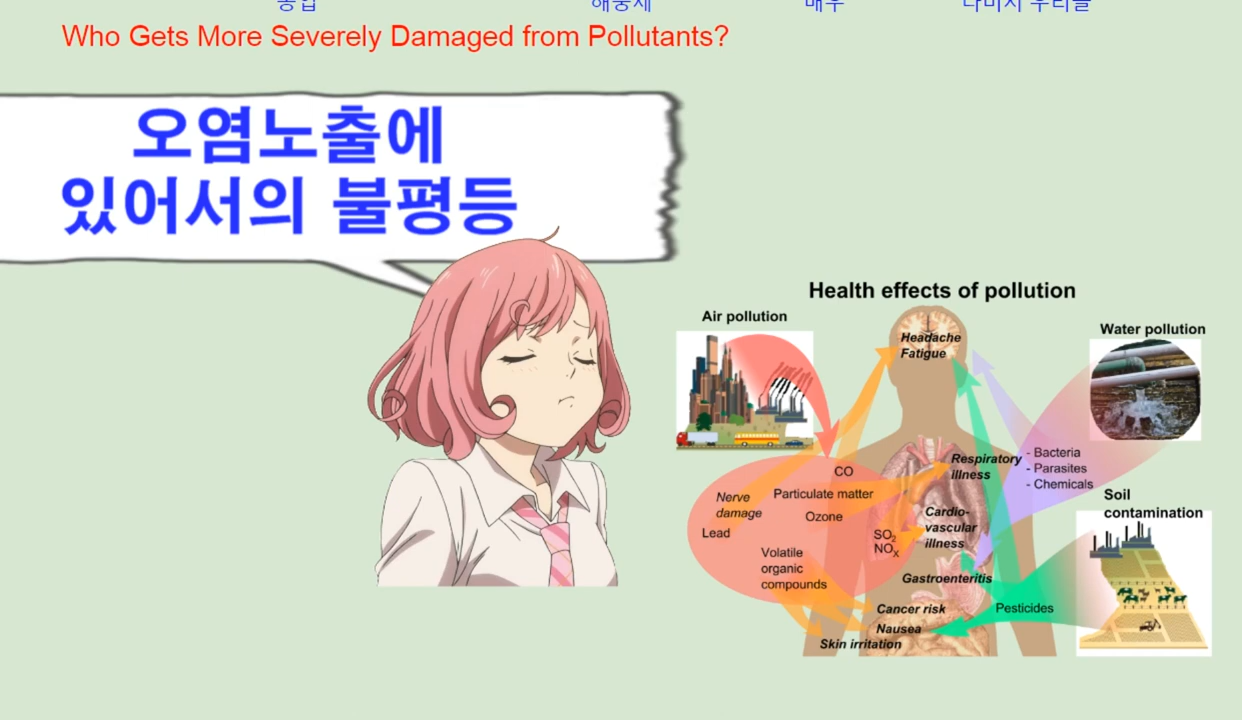 Who Gets More Severely Damaged from Pollutants?
오염노출에
있어서의 불평등
Health effects of pollution
Air pollution
Water pollution
Headache
Fatigue
- Bacteria
- Parasites
- Chemicals
Respiratory
illness
CO
Particulate matter
Ozone
Nerve
damage
Lead
SO2
NOX
Volatile
organic
compounds
Cardio-
vascular
illness
Soil
contamination
Gastroenteritis
Pesticides
Cancer risk
Nausea
Skin irritation